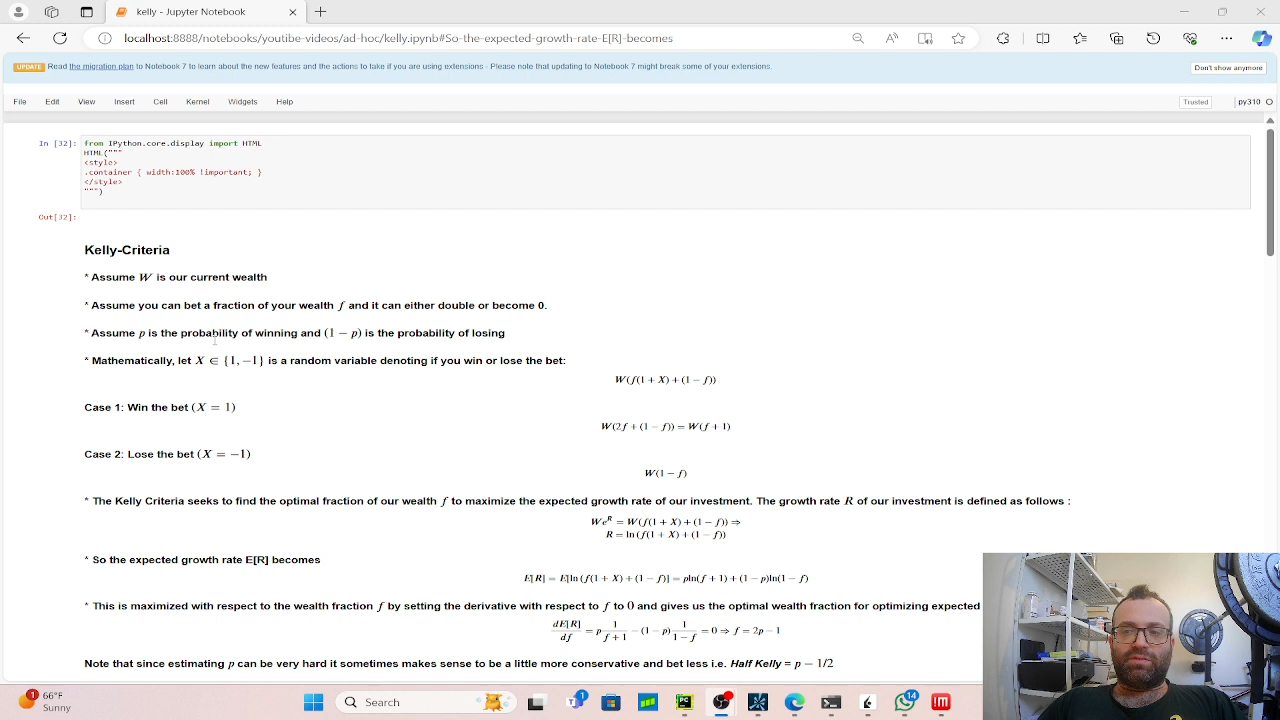 kelly - Jupyter Notebook
localhost:8888/notebooks/youtibe-videos/ad-hoc/kelly.ipynb#So-the-expected-growth-rate-E[R]-becomes
UPDATE Read the migration plan to Notebook 7 to learn about the new features and the actions to take if you are using extensions - Please note that updating to Notebook 7 might break some of your extensions.
Don't show anymore
File Edit View Insert Cell Kernel Widgets Help
Trusted
py310
In [32]: from IPython.core.display import HTML
HTML("""
<style>
.container { width:100% !important; }
</style>
""")
Out[32]:
Kelly-Criteria
* Assume W is our current wealth
* Assume you can bet a fraction of your wealth f and it can either double or become 0.
* Assume p is the probability of winning and (1 − p) is the probability of losing
* Mathematically, let X ∈ {1, −1} is a random variable denoting if you win or lose the bet:
W(f(1 + X) + (1 − f))
Case 1: Win the bet (X = 1)
W(2f + (1 − f)) = W(f + 1)
Case 2: Lose the bet (X = −1)
W(1 − f)
* The Kelly Criteria seeks to find the optimal fraction of our wealth f to maximize the expected growth rate of our investment. The growth rate R of our investment is defined as follows :
We^R = W(f(1 + X) + (1 − f)) ⇒
R = ln (f(1 + X) + (1 − f))
* So the expected growth rate E[R] becomes
E[R] = E[ln (f(1 + X) + (1 − f)] = pln(f + 1) + (1 − p)ln(1 − f)
* This is maximized with respect to the wealth fraction f by setting the derivative with respect to f to 0 and gives us the optimal wealth fraction for optimizing expected
dE[R]/df = p 1/(f + 1) − (1 − p) 1/(1 − f) = 0 ⇒ f = 2p − 1
Note that since estimating p can be very hard it sometimes makes sense to be a little more conservative and bet less i.e. Half Kelly = p − 1/2
1
66°F
Sunny
Search
1
14